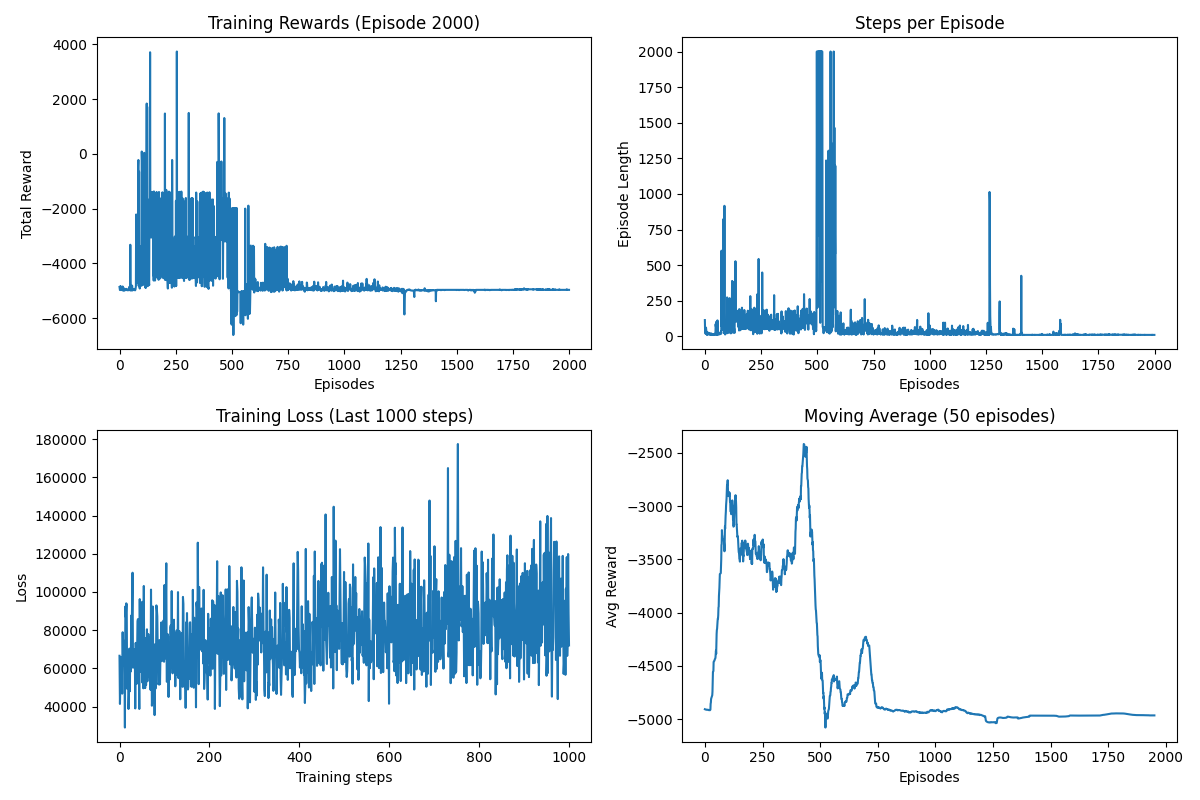 Training Rewards (Episode 2000)
Total Reward
4000
2000
0
−2000
−4000
−6000
0 250 500 750 1000 1250 1500 1750 2000
Episodes
Steps per Episode
Episode Length
2000
1750
1500
1250
1000
750
500
250
0
0 250 500 750 1000 1250 1500 1750 2000
Episodes
Training Loss (Last 1000 steps)
Loss
180000
160000
140000
120000
100000
80000
60000
40000
0 200 400 600 800 1000
Training steps
Moving Average (50 episodes)
Avg Reward
−2500
−3000
−3500
−4000
−4500
−5000
0 250 500 750 1000 1250 1500 1750 2000
Episodes